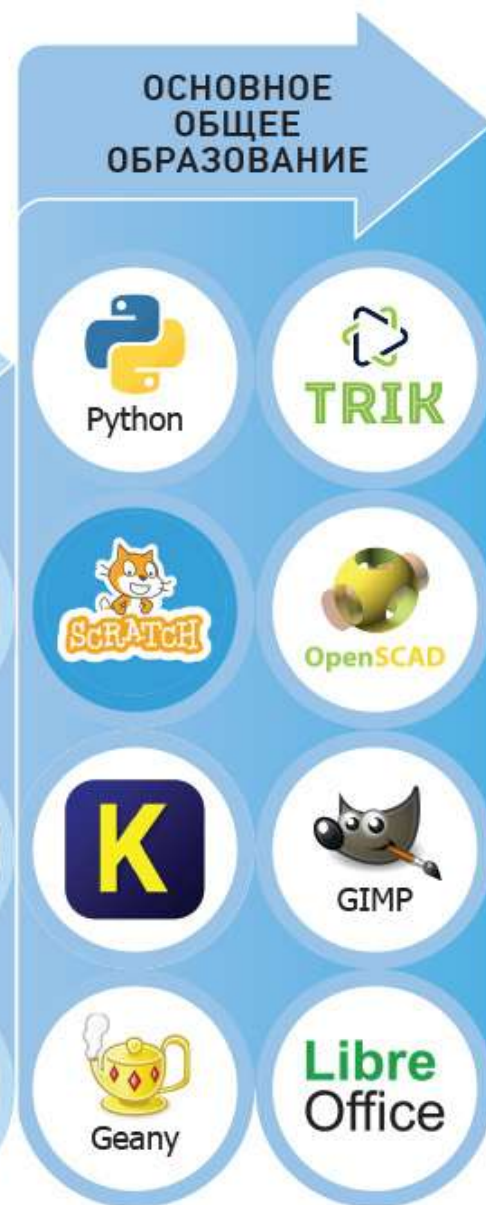 ОСНОВНОЕ
ОБЩЕЕ
ОБРАЗОВАНИЕ
Python
TRIK
SCRATCH
OpenSCAD
K
GIMP
Geany
Libre
Office